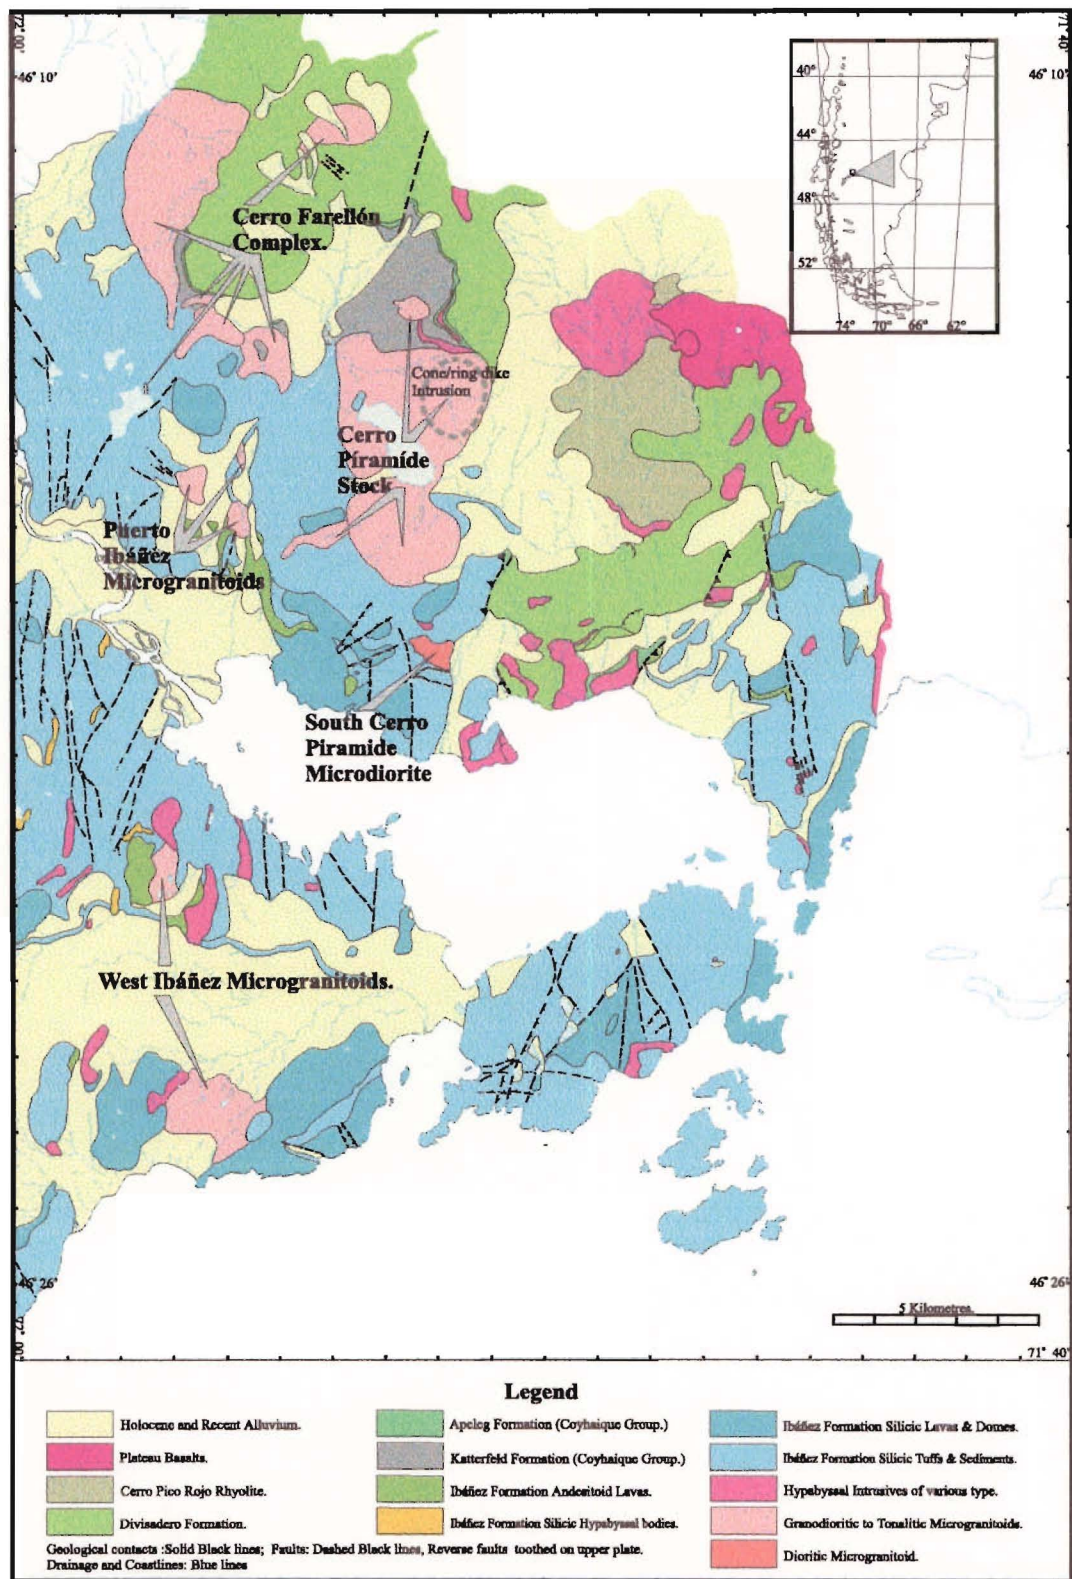 72° 00'
71° 40'
46° 10'
46° 10'
40°
44°
48°
52°
74° 70° 66° 62°
Cerro Farellón
Complex.
Cone/ring dike
Intrusion
Cerro
Píramíde
Stock
Puerto
Ibáñez
Microgranitoids
South Cerro
Piramide
Microdiorite
West Ibáñez Microgranitoids.
46° 26'
46° 26'
5 Kilometres.
72° 00'
71° 40'
Legend
Holocene and Recent Alluvium.
Plateau Basalts.
Cerro Pico Rojo Rhyolite.
Divisadero Formation.
Apeleg Formation (Coyhaique Group.)
Katterfeld Formation (Coyhaique Group.)
Ibáñez Formation Andesitoid Lavas.
Ibáñez Formation Silicic Hypabyssal bodies.
Ibáñez Formation Silicic Lavas & Domes.
Ibáñez Formation Silicic Tuffs & Sediments.
Hypabyssal Intrusives of various type.
Granodioritic to Tonalitic Microgranitoids.
Dioritic Microgranitoid.
Geological contacts :Solid Black lines; Faults: Dashed Black lines, Reverse faults toothed on upper plate.
Drainage and Coastlines: Blue lines